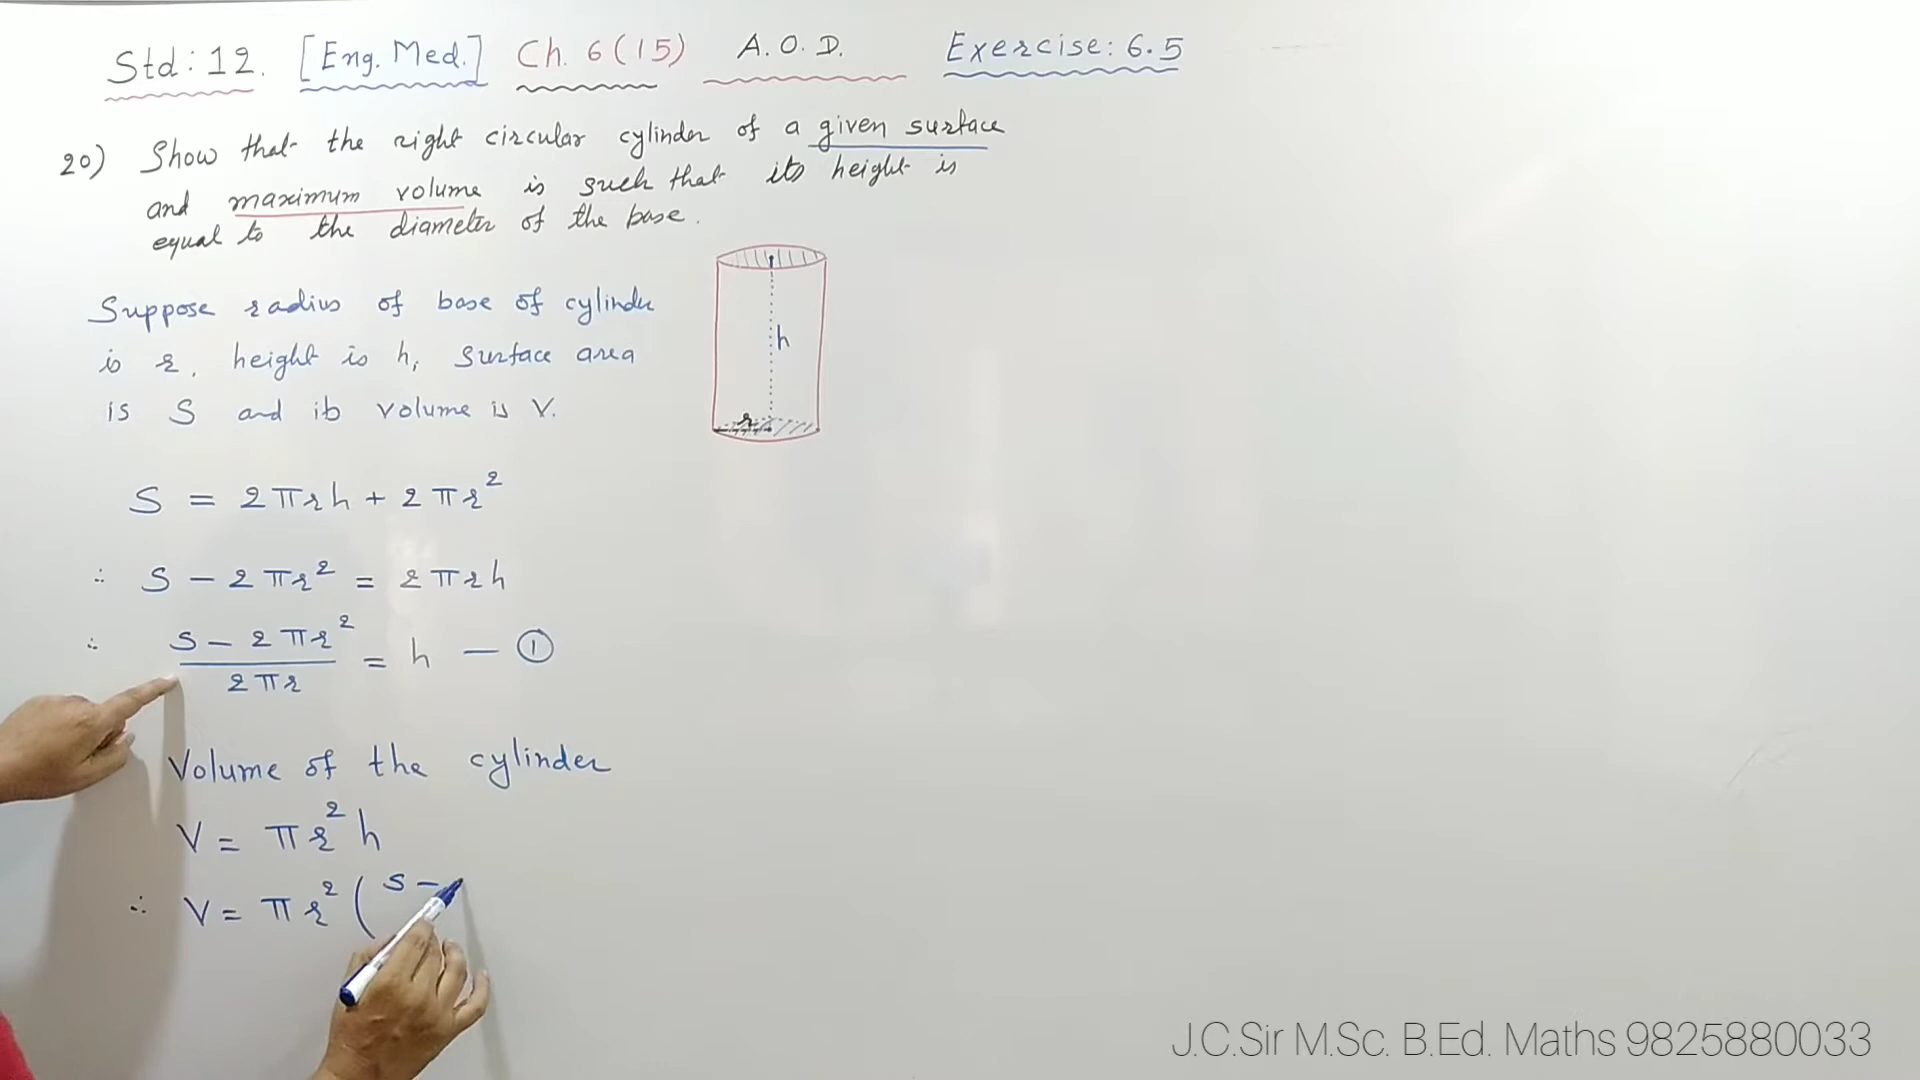 Std: 12. [Eng. Med.] Ch. 6 (15) A.O.D. Exercise: 6.5
20) Show that the right circular cylinder of a given surface
and maximum volume is such that its height is
equal to the diameter of the base.
Suppose radius of base of cylinder
is r, height is h, surface area
is S and its volume is V.
h
r
S = 2πrh + 2πr²
∴ S - 2πr² = 2πrh
∴ S - 2πr² / 2πr = h - ①
Volume of the cylinder
V = πr²h
∴ V = πr² ( S -
J.C.Sir M.Sc. B.Ed. Maths 9825880033